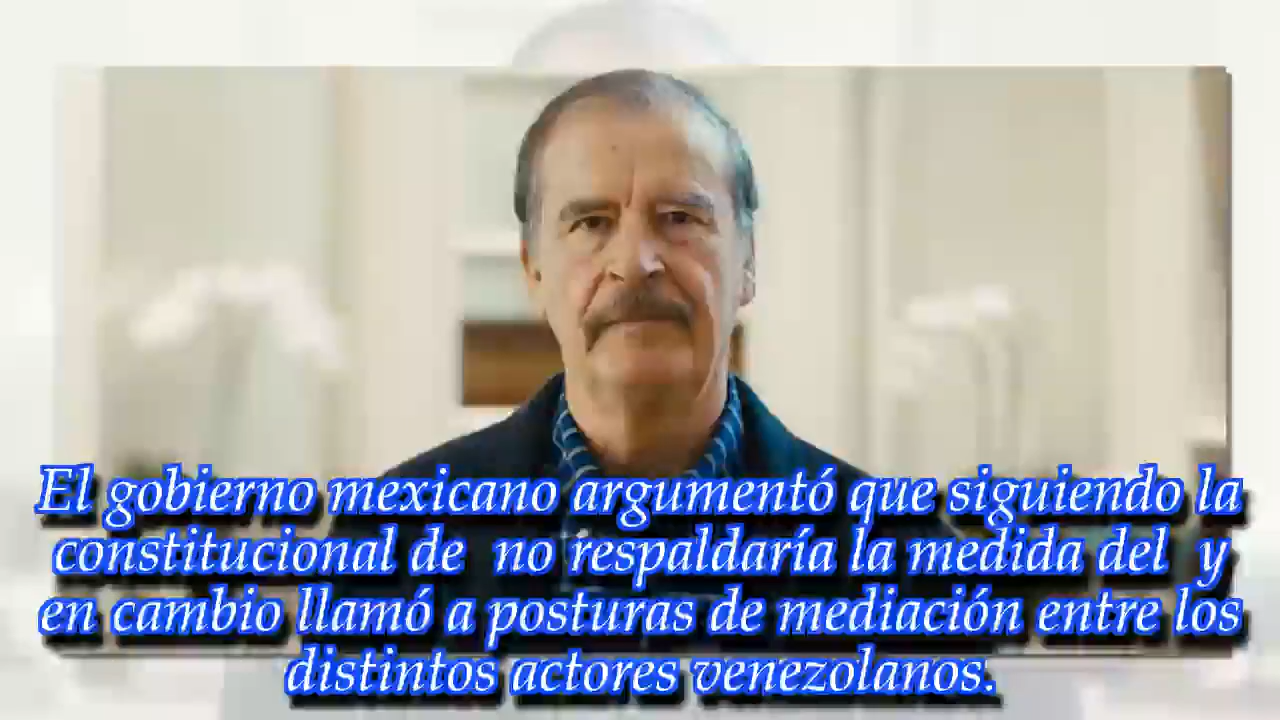 El gobierno mexicano argumentó que siguiendo la
constitucional de  no respaldaría la medida del  y
en cambio llamó a posturas de mediación entre los
distintos actores venezolanos.